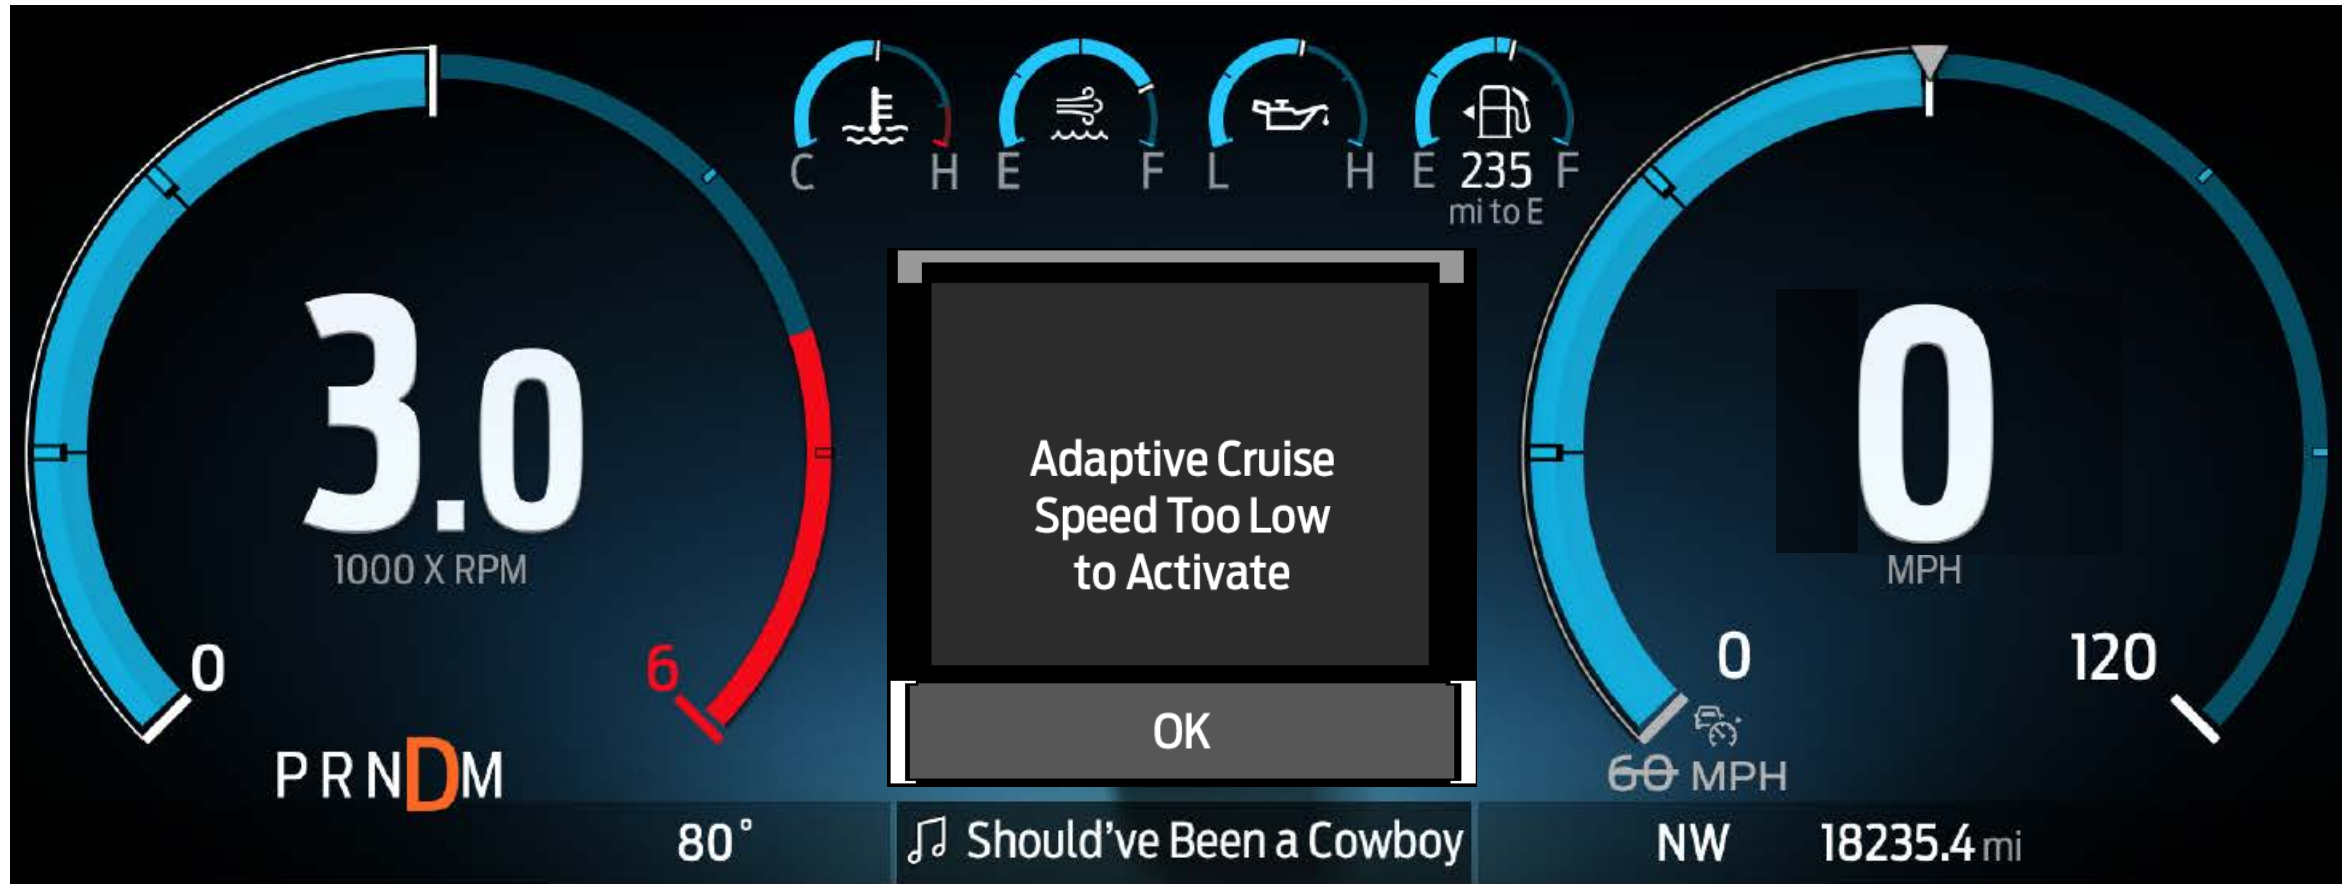 C H E F L H E 235 F
mi to E
3.0
1000 X RPM
0 6
PRNDM
80°
Adaptive Cruise
Speed Too Low
to Activate
OK
Should've Been a Cowboy
0
MPH
0 120
60 MPH
NW 18235.4 mi